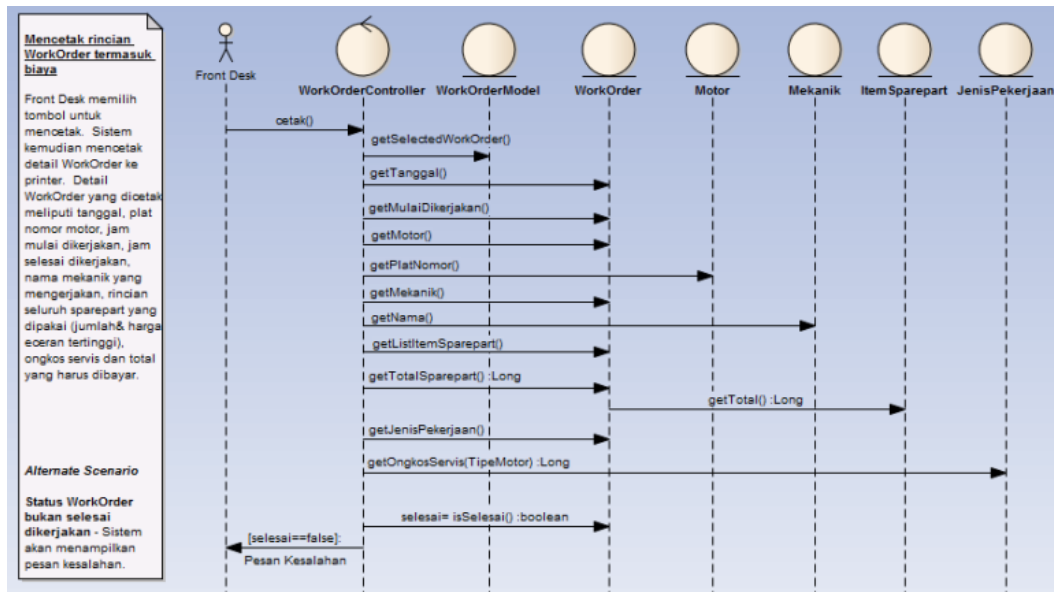 Mencetak rincian
WorkOrder termasuk
biaya
Front Desk memilih
tombol untuk
mencetak. Sistem
kemudian mencetak
detail WorkOrder ke
printer. Detail
WorkOrder yang dicetak
meliputi tanggal, plat
nomor motor, jam
mulai dikerjakan, jam
selesai dikerjakan,
nama mekanik yang
mengerjakan, rincian
seluruh sparepart yang
dipakai (jumlah& harga
eceran tertinggi),
ongkos servis dan total
yang harus dibayar.
Alternate Scenario
Status WorkOrder
bukan selesai
dikerjakan - Sistem
akan menampilkan
pesan kesalahan.
Front Desk
WorkOrderController
WorkOrderModel
WorkOrder
Motor
Mekanik
ItemSparepart
JenisPekerjaan
cetak()
getSelectedWorkOrder()
getTanggal()
getMulaiDikerjakan()
getMotor()
getPlatNomor()
getMekanik()
getNama()
getListItemSparepart()
getTotalSparepart() :Long
getTotal() :Long
getJenisPekerjaan()
getOngkosServis(TipeMotor) :Long
selesai= isSelesai() :boolean
[selesai==false]:
Pesan Kesalahan